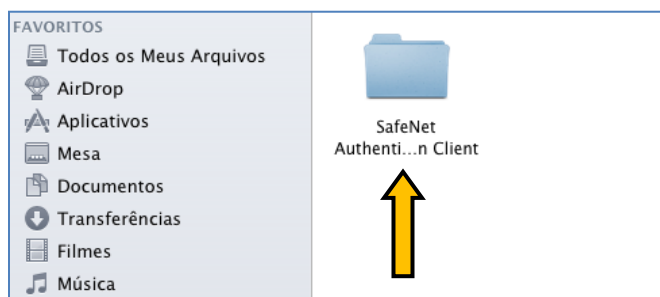 FAVORITOS
Todos os Meus Arquivos
AirDrop
Aplicativos
Mesa
Documentos
Transferências
Filmes
Música
SafeNet
Authenti...n Client